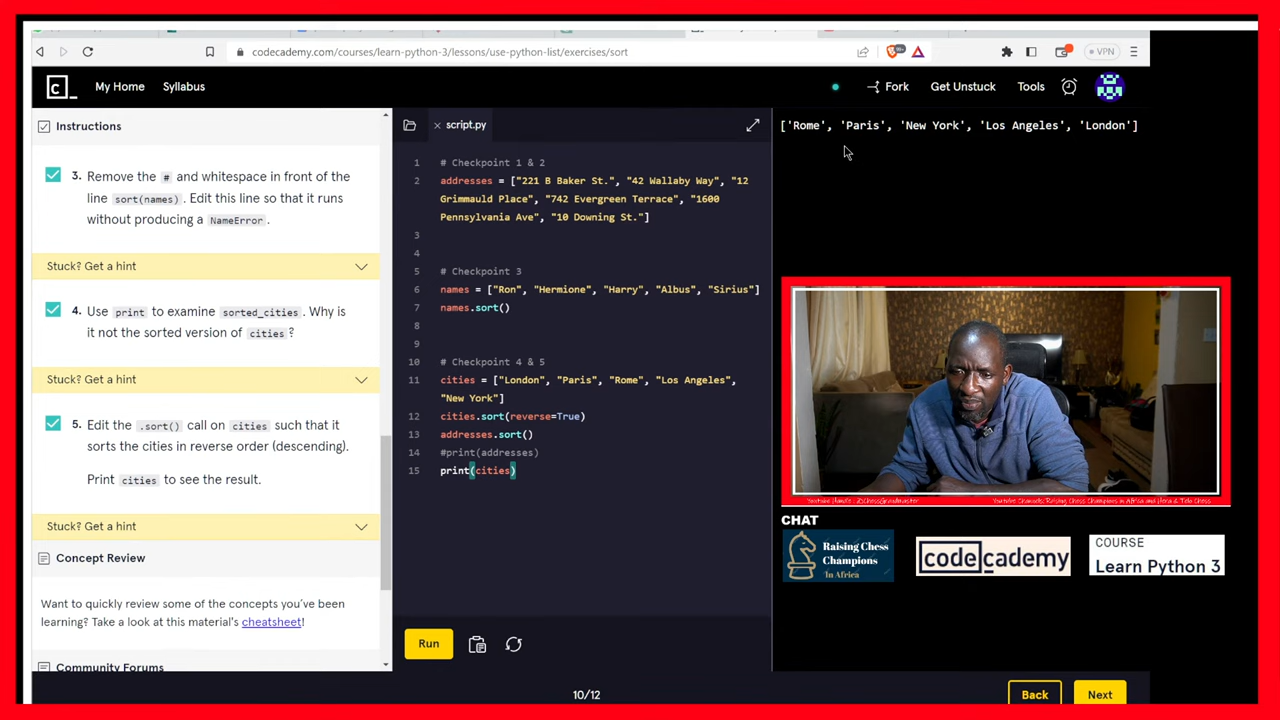 codecademy.com/courses/learn-python-3/lessons/use-python-list/exercises/sort
99+
VPN
C_
My Home
Syllabus
Fork
Get Unstuck
Tools
Instructions
3. Remove the # and whitespace in front of the
line sort(names). Edit this line so that it runs
without producing a NameError.
Stuck? Get a hint
4. Use print to examine sorted_cities. Why is
it not the sorted version of cities?
Stuck? Get a hint
5. Edit the .sort() call on cities such that it
sorts the cities in reverse order (descending).
Print cities to see the result.
Stuck? Get a hint
Concept Review
Want to quickly review some of the concepts you've been
learning? Take a look at this material's cheatsheet!
Community Forums
script.py
1 # Checkpoint 1 & 2
2 addresses = ["221 B Baker St.", "42 Wallaby Way", "12
Grimmauld Place", "742 Evergreen Terrace", "1600
Pennsylvania Ave", "10 Downing St."]
3
4
5 # Checkpoint 3
6 names = ["Ron", "Hermione", "Harry", "Albus", "Sirius"]
7 names.sort()
8
9
10 # Checkpoint 4 & 5
11 cities = ["London", "Paris", "Rome", "Los Angeles",
"New York"]
12 cities.sort(reverse=True)
13 addresses.sort()
14 #print(addresses)
15 print(cities)
Run
10/12
Back
Next
['Rome', 'Paris', 'New York', 'Los Angeles', 'London']
CHAT
Raising Chess
Champions
In Africa
codecademy
COURSE
Learn Python 3